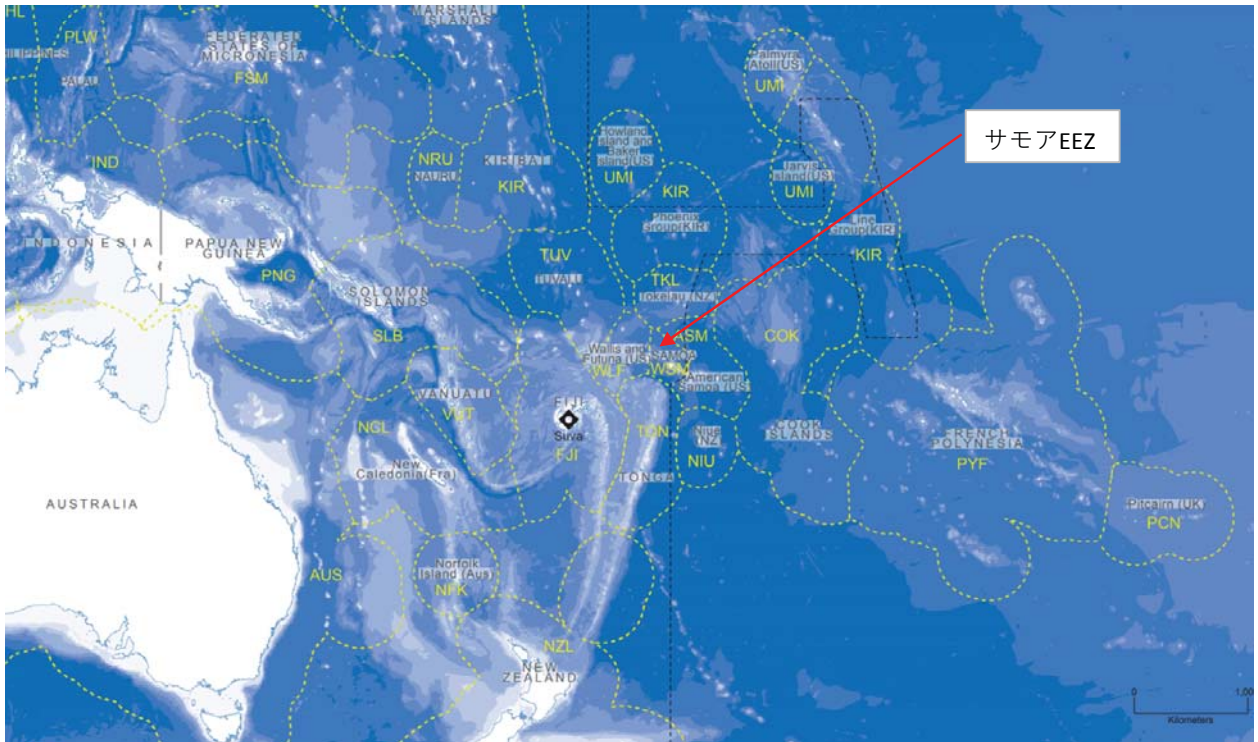 MARSHALL
ISLANDS
HL
PLW
FEDERATED
STATES OF
MICRONESIA
FSM
PHILIPPINES
PALAU
Palmyra
Atoll(US)
UMI
サモアEEZ
IND
NRU
NAURU
KIRIBATI
KIR
Howland
Island and
Baker
Island(US)
UMI
KIR
Jarvis
Island(US)
UMI
Phoenix
Group(KIR)
Line
Group(KIR)
KIR
INDONESIA
PAPUA NEW
GUINEA
PNG
TUV
TUVALU
TKL
Tokelau (NZ)
SOLOMON
ISLANDS
SLB
ASM
COK
Wallis and
Futuna (US)
WLF
SAMOA
WSM
American
Samoa (US)
VANUATU
VUT
FIJI
Suva
FJI
NCL
New
Caledonia(Fra)
TON
TONGA
Niue
(NZ)
NIU
COOK
ISLANDS
FRENCH
POLYNESIA
PYF
Pitcairn (UK)
PCN
AUSTRALIA
AUS
Norfolk
Island (Aus)
NFK
NZL
NEW
ZEALAND
0 1,00
Kilometers